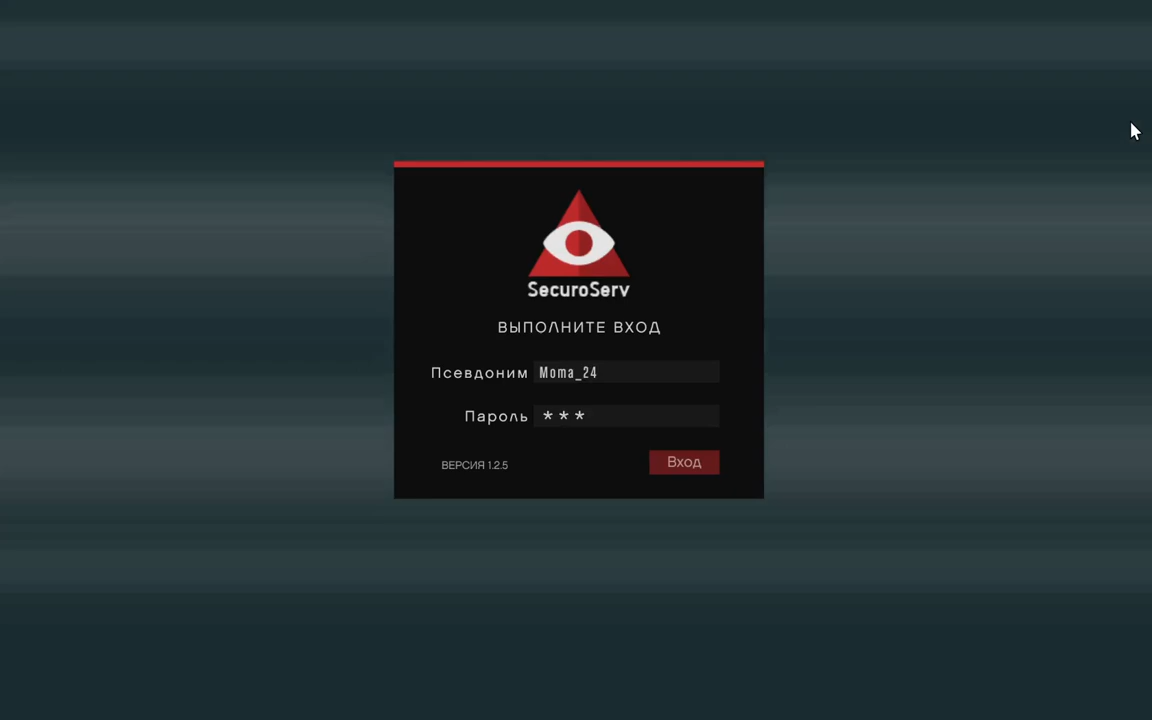 SecuroServ
ВЫПОЛНИТЕ ВХОД
Псевдоним Moma_24
Пароль ***
ВЕРСИЯ 1.2.5 Вход